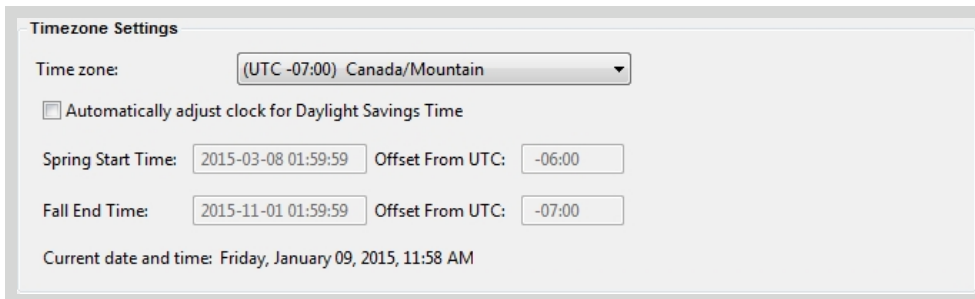 Timezone Settings
Time zone: (UTC -07:00) Canada/Mountain
Automatically adjust clock for Daylight Savings Time
Spring Start Time: 2015-03-08 01:59:59 Offset From UTC: -06:00
Fall End Time: 2015-11-01 01:59:59 Offset From UTC: -07:00
Current date and time: Friday, January 09, 2015, 11:58 AM